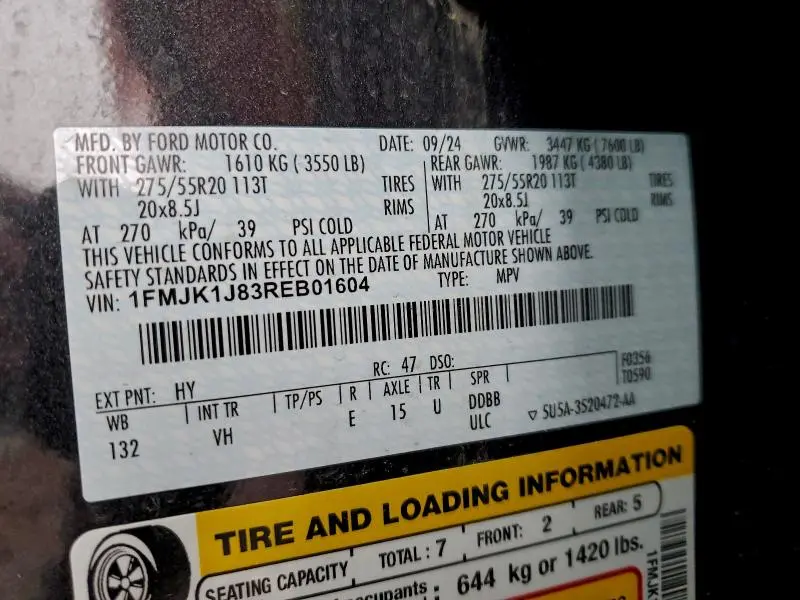 MFD. BY FORD MOTOR CO. DATE: 09/24 GVWR: 3447 KG ( 7600 LB)
FRONT GAWR: 1610 KG ( 3550 LB) REAR GAWR: 1987 KG ( 4380 LB)
WITH 275/55R20 113T TIRES WITH 275/55R20 113T TIRES
20x8.5J RIMS 20x8.5J RIMS
AT 270 kPa/ 39 PSI COLD AT 270 kPa/ 39 PSI COLD
THIS VEHICLE CONFORMS TO ALL APPLICABLE FEDERAL MOTOR VEHICLE
SAFETY STANDARDS IN EFFECT ON THE DATE OF MANUFACTURE SHOWN ABOVE.
VIN: 1FMJK1J83REB01604 TYPE: MPV
F0356
T0590
EXT PNT: HY RC: 47 DSO:
WB INT TR TP/PS R AXLE TR SPR
132 VH E 15 U DDBB
ULC ▽ 5U5A-3S20472-AA
TIRE AND LOADING INFORMATION
SEATING CAPACITY TOTAL : 7 FRONT: 2 REAR: 5
occupants : 644 kg or 1420 lbs.
1FMJK